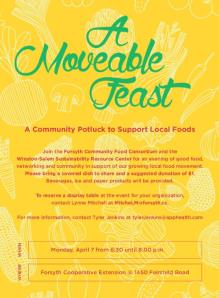 A
Moveable
Feast
A Community Potluck to Support Local Foods
Join the Forsyth Community Food Consortium and the
Winston-Salem Sustainability Resource Center for an evening of good food,
networking and community in support of our growing local food movement.
Please bring a covered dish to share and a suggested donation of $1.
Beverages, ice and paper products will be provided.
To reserve a display table at the event for your organization,
contact Lynne Mitchell at
For more information, contact Tyler Jenkins at
WHEN
Monday, April 7 from 6:30 until 8:00 p.m.
WHERE
Forsyth Cooperative Extension @ 1450 Fairchild Road